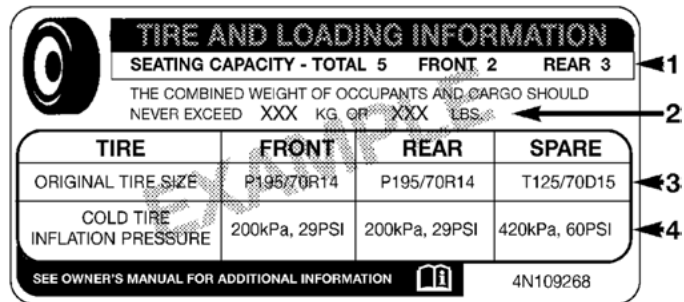 TIRE AND LOADING INFORMATION
SEATING CAPACITY - TOTAL 5 FRONT 2 REAR 3
1
THE COMBINED WEIGHT OF OCCUPANTS AND CARGO SHOULD
NEVER EXCEED XXX KG OR XXX LBS.
2
TIRE FRONT REAR SPARE
ORIGINAL TIRE SIZE P195/70R14 P195/70R14 T125/70D15
3
COLD TIRE
INFLATION PRESSURE 200kPa, 29PSI 200kPa, 29PSI 420kPa, 60PSI
4
EXAMPLE
SEE OWNER'S MANUAL FOR ADDITIONAL INFORMATION i 4N109268